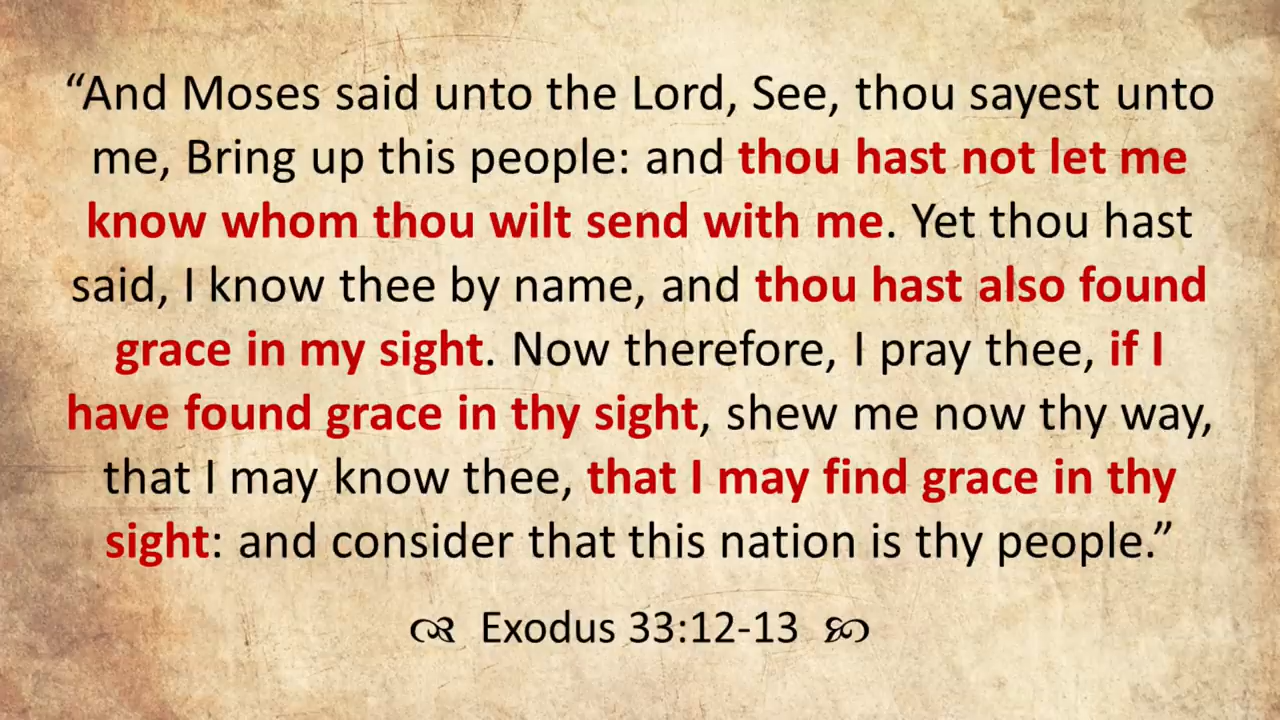 “And Moses said unto the Lord, See, thou sayest unto
me, Bring up this people: and thou hast not let me
know whom thou wilt send with me. Yet thou hast
said, I know thee by name, and thou hast also found
grace in my sight. Now therefore, I pray thee, if I
have found grace in thy sight, shew me now thy way,
that I may know thee, that I may find grace in thy
sight: and consider that this nation is thy people.”
Exodus 33:12-13